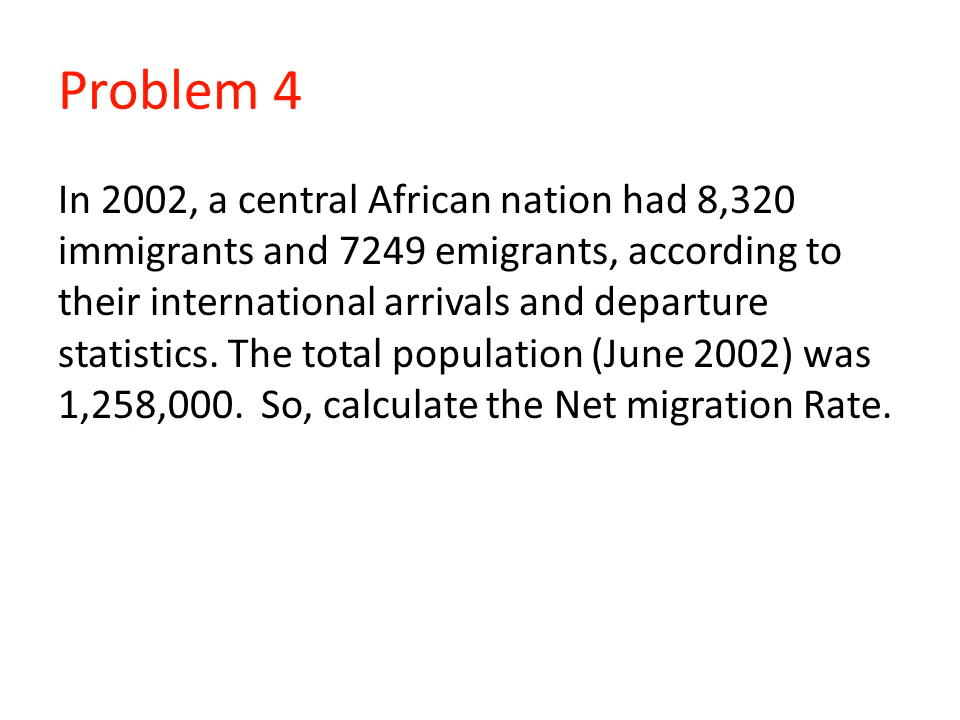 Problem 4
In 2002, a central African nation had 8,320
immigrants and 7249 emigrants, according to
their international arrivals and departure
statistics. The total population (June 2002) was
1,258,000.  So, calculate the Net migration Rate.